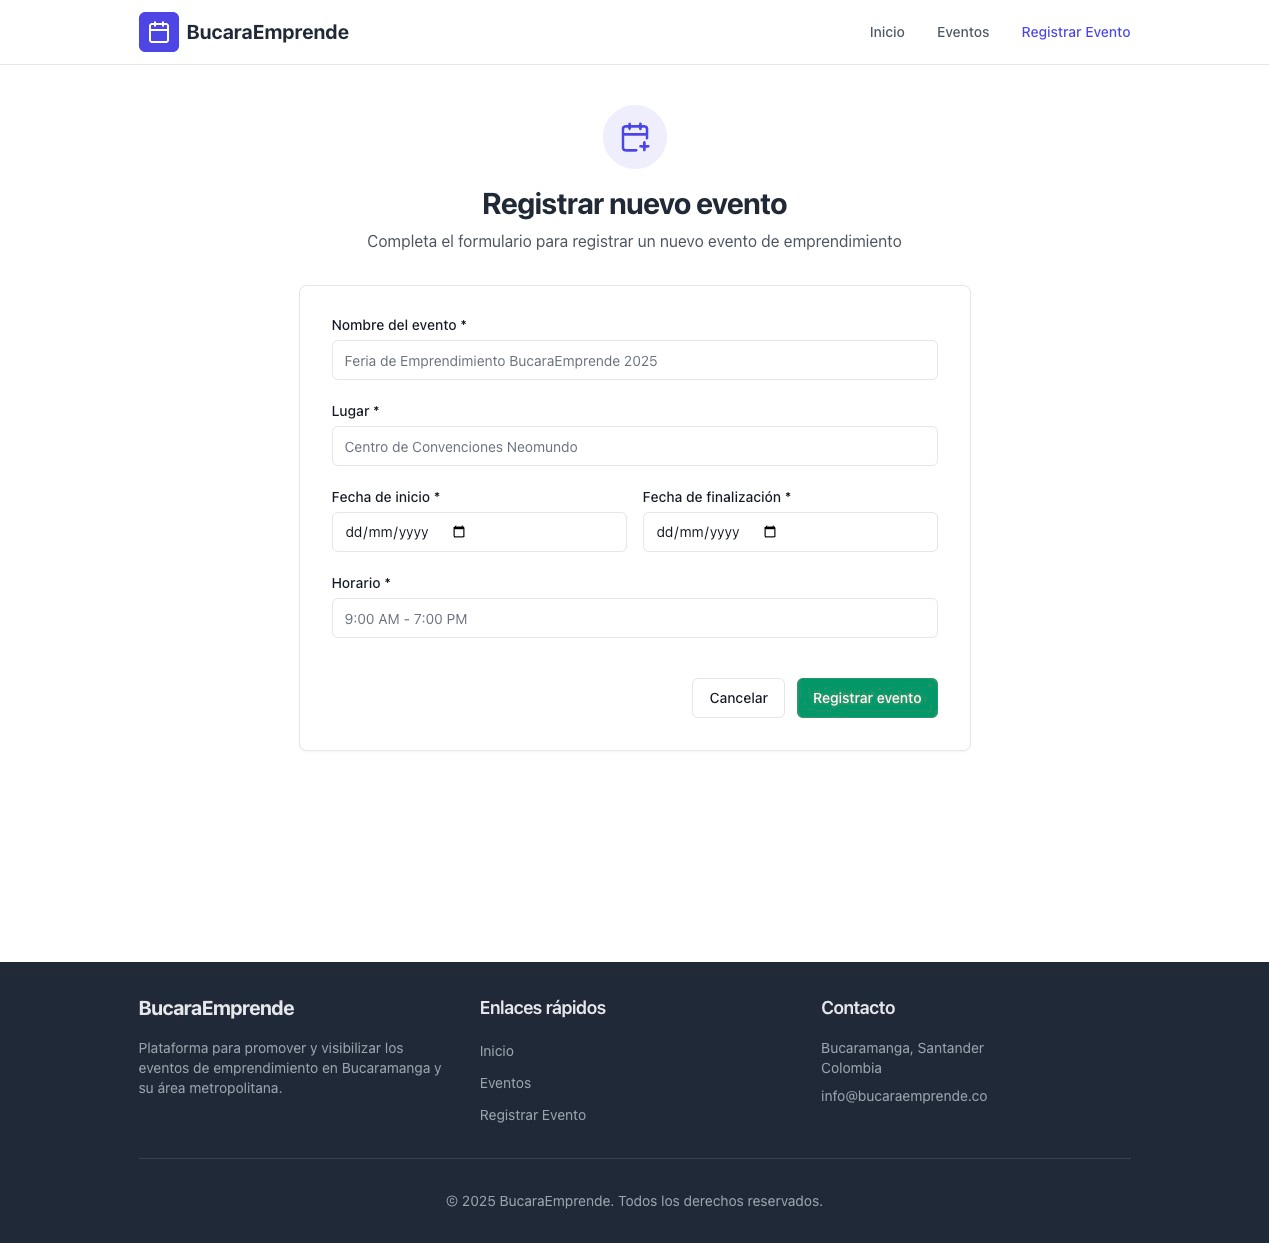 BucaraEmprende
Inicio
Eventos
Registrar Evento
Registrar nuevo evento
Completa el formulario para registrar un nuevo evento de emprendimiento
Nombre del evento *
Feria de Emprendimiento BucaraEmprende 2025
Lugar *
Centro de Convenciones Neomundo
Fecha de inicio *
Fecha de finalización *
dd/mm/yyyy
dd/mm/yyyy
Horario *
9:00 AM - 7:00 PM
Cancelar
Registrar evento
BucaraEmprende
Plataforma para promover y visibilizar los
eventos de emprendimiento en Bucaramanga y
su área metropolitana.
Enlaces rápidos
Inicio
Eventos
Registrar Evento
Contacto
Bucaramanga, Santander
Colombia
info@bucaraemprende.co
© 2025 BucaraEmprende. Todos los derechos reservados.